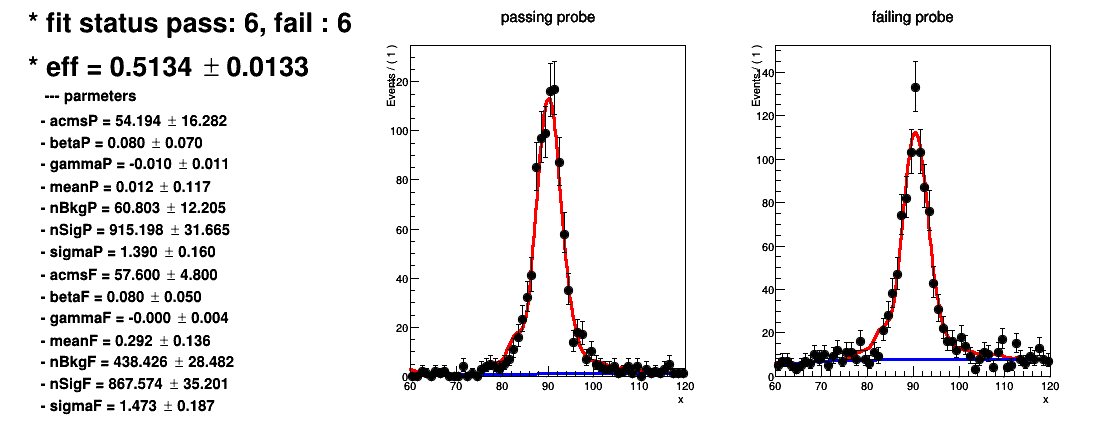 * fit status pass: 6, fail : 6
* eff = 0.5134 ± 0.0133
--- parmeters
- acmsP = 54.194 ± 16.282
- betaP = 0.080 ± 0.070
- gammaP = -0.010 ± 0.011
- meanP = 0.012 ± 0.117
- nBkgP = 60.803 ± 12.205
- nSigP = 915.198 ± 31.665
- sigmaP = 1.390 ± 0.160
- acmsF = 57.600 ± 4.800
- betaF = 0.080 ± 0.050
- gammaF = -0.000 ± 0.004
- meanF = 0.292 ± 0.136
- nBkgF = 438.426 ± 28.482
- nSigF = 867.574 ± 35.201
- sigmaF = 1.473 ± 0.187
passing probe
Events / ( 1 )
120
100
80
60
40
20
0
60 70 80 90 100 110 120
x
failing probe
Events / ( 1 )
140
120
100
80
60
40
20
0
60 70 80 90 100 110 120
x